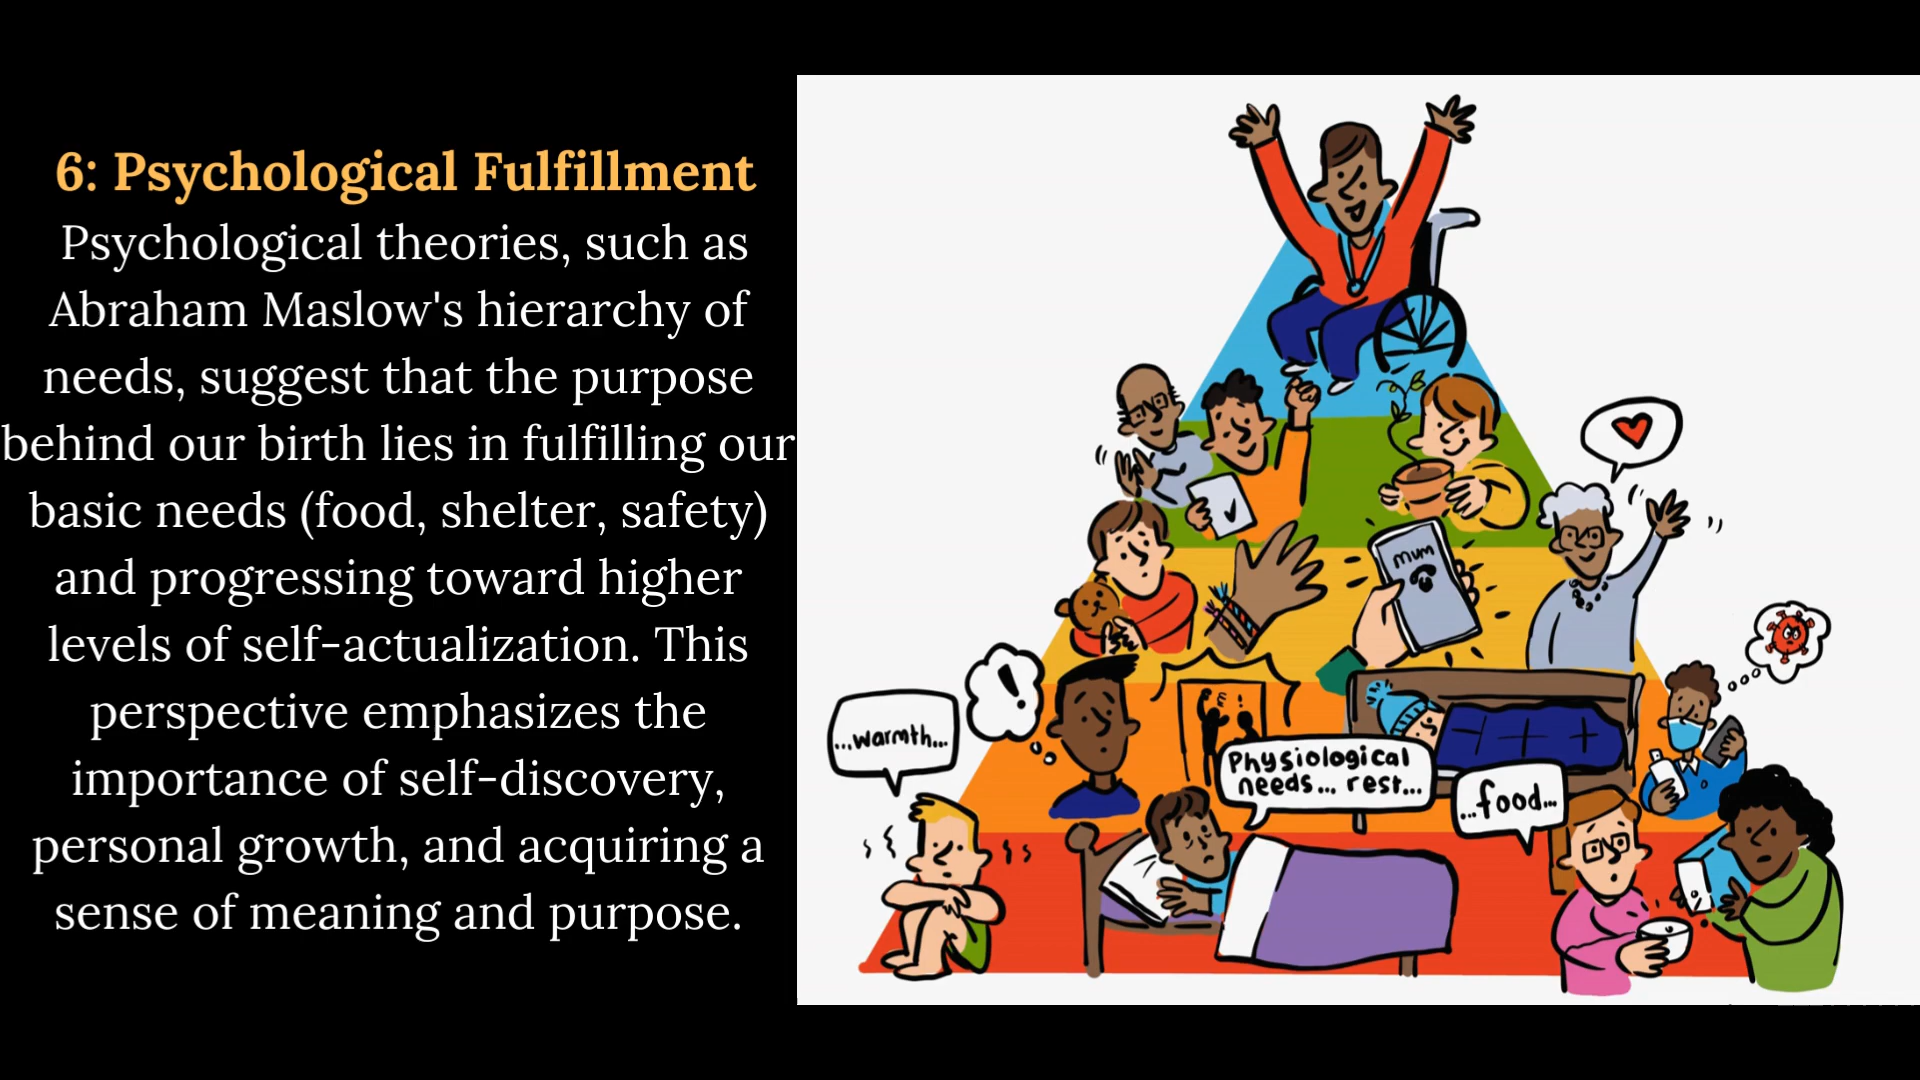 6: Psychological Fulfillment
Psychological theories, such as
Abraham Maslow's hierarchy of
needs, suggest that the purpose
behind our birth lies in fulfilling our
basic needs (food, shelter, safety)
and progressing toward higher
levels of self-actualization. This
perspective emphasizes the
importance of self-discovery,
personal growth, and acquiring a
sense of meaning and purpose.
mum
...warmth...
!
Physiological
needs... rest...
...food...